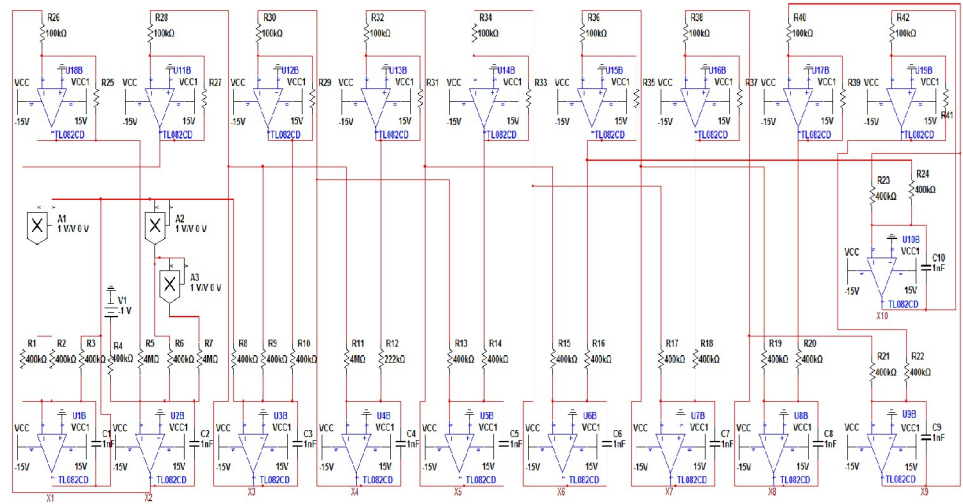 R26 R28 R30 R32 R34 R36 R38 R40 R42
100kΩ 100kΩ 100kΩ 100kΩ 100kΩ 100kΩ 100kΩ 100kΩ 100kΩ
U18B U11B U12B U13B U14B U15B U16B U17B U19B
VCC VCC1 R25 VCC VCC1 R27 VCC VCC1 R29 VCC VCC1 R31 VCC VCC1 R33 VCC VCC1 R35 VCC VCC1 R37 VCC VCC1 R39 VCC VCC1
-15V 15V -15V 15V -15V 15V -15V 15V -15V 15V -15V 15V -15V 15V -15V 15V -15V 15V R41
TL082CD TL082CD TL082CD TL082CD TL082CD TL082CD TL082CD TL082CD TL082CD
R23 R24
400kΩ 400kΩ
A1 A2
1 V/V 0 V 1 V/V 0 V
U10B
VCC VCC1 C10
1nF
A3
1 V/V 0 V
-15V 15V
V1
-1 V
TL082CD
X10
R1 R2 R3 R4 R5 R6 R7 R8 R9 R10 R11 R12 R13 R14 R15 R16 R17 R18 R19 R20
400kΩ 400kΩ 400kΩ 400kΩ 4MΩ 400kΩ 4MΩ 400kΩ 400kΩ 400kΩ 4MΩ 222kΩ 400kΩ 400kΩ 400kΩ 400kΩ 400kΩ 400kΩ 400kΩ 400kΩ
R21 R22
400kΩ 400kΩ
U1B U2B U3B U4B U5B U6B U7B U8B U9B
VCC VCC1 C1 VCC VCC1 C2 VCC VCC1 C3 VCC VCC1 C4 VCC VCC1 C5 VCC VCC1 C6 VCC VCC1 C7 VCC VCC1 C8 VCC VCC1 C9
1nF 1nF 1nF 1nF 1nF 1nF 1nF 1nF 1nF
-15V 15V -15V 15V -15V 15V -15V 15V -15V 15V -15V 15V -15V 15V -15V 15V -15V 15V
TL082CD TL082CD TL082CD TL082CD TL082CD TL082CD TL082CD TL082CD TL082CD
X1 X2 X3 X4 X5 X6 X7 X8 X9